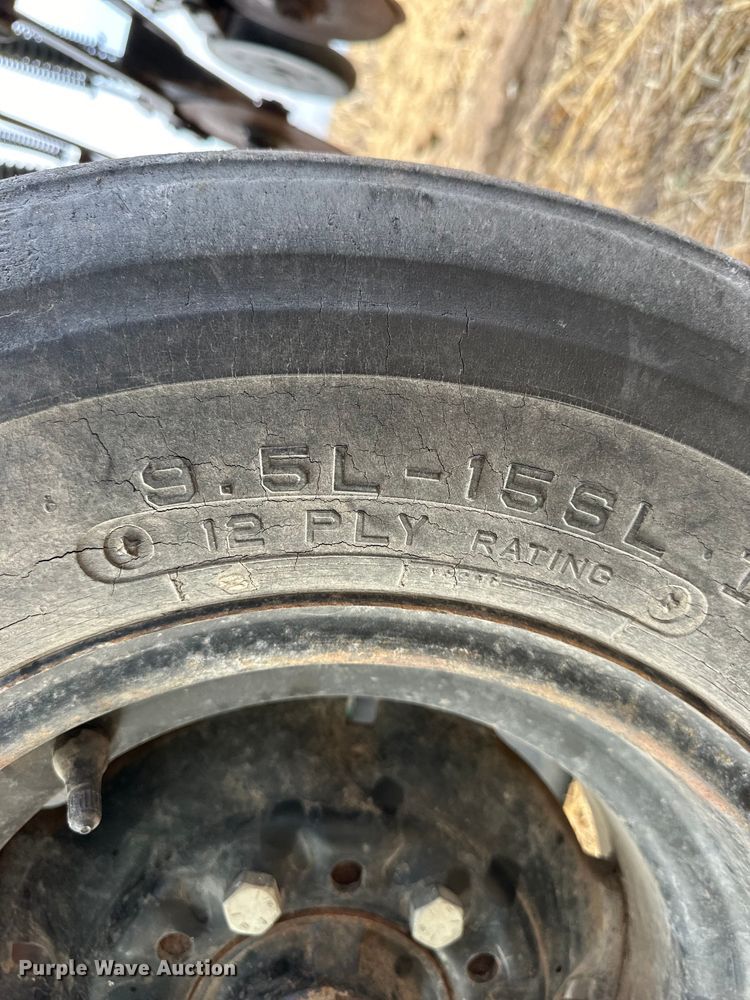 9.5L-15SL
12 PLY RATING
Purple Wave Auction